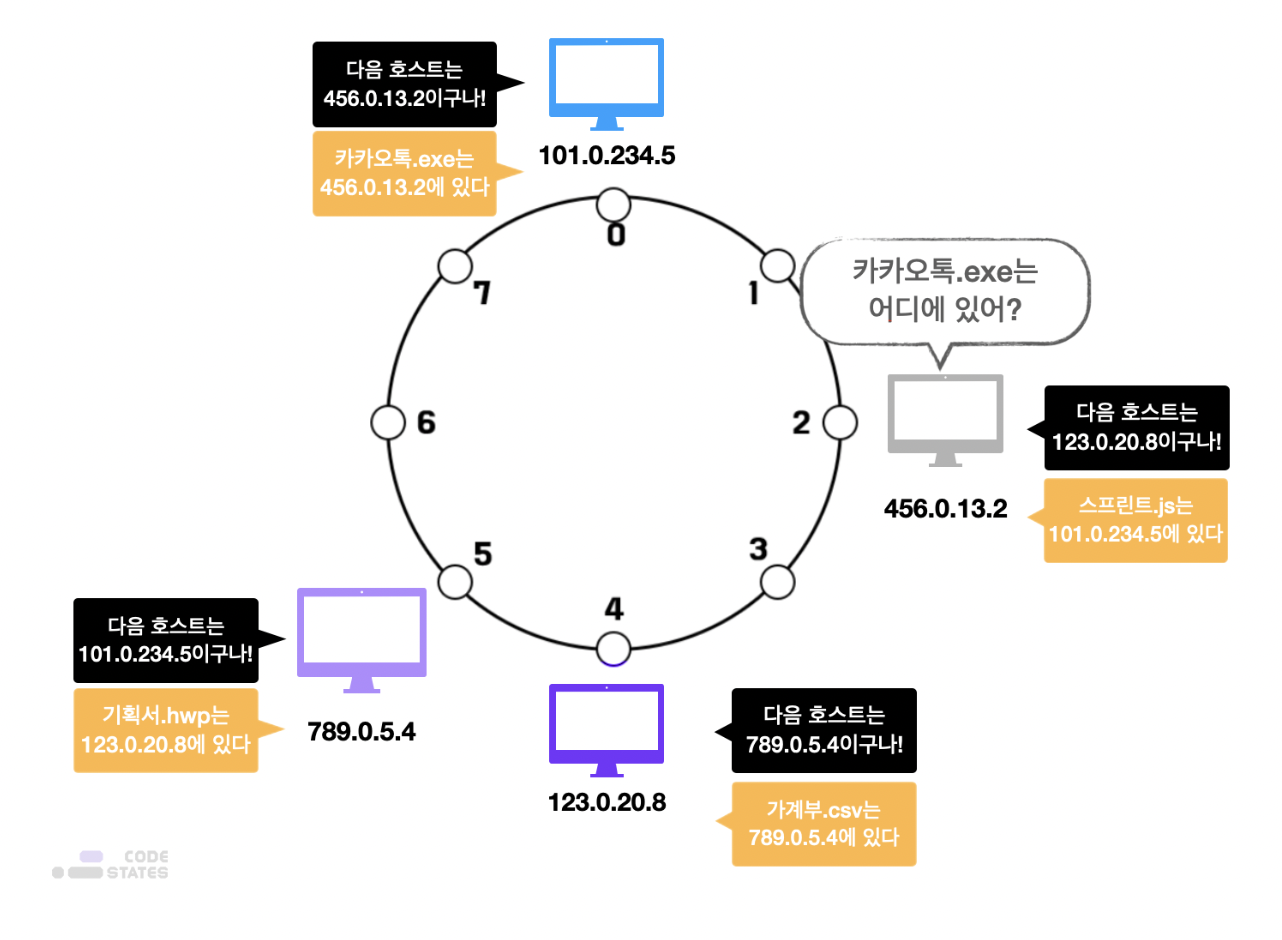 다음 호스트는
456.0.13.2이구나!
카카오톡.exe는
456.0.13.2에 있다
101.0.234.5
0
7
1
카카오톡.exe는
어디에 있어?
6
2
다음 호스트는
123.0.20.8이구나!
456.0.13.2
스프린트.js는
101.0.234.5에 있다
5
3
4
다음 호스트는
101.0.234.5이구나!
기획서.hwp는
123.0.20.8에 있다
789.0.5.4
다음 호스트는
789.0.5.4이구나!
123.0.20.8
가계부.csv는
789.0.5.4에 있다
CODE
STATES